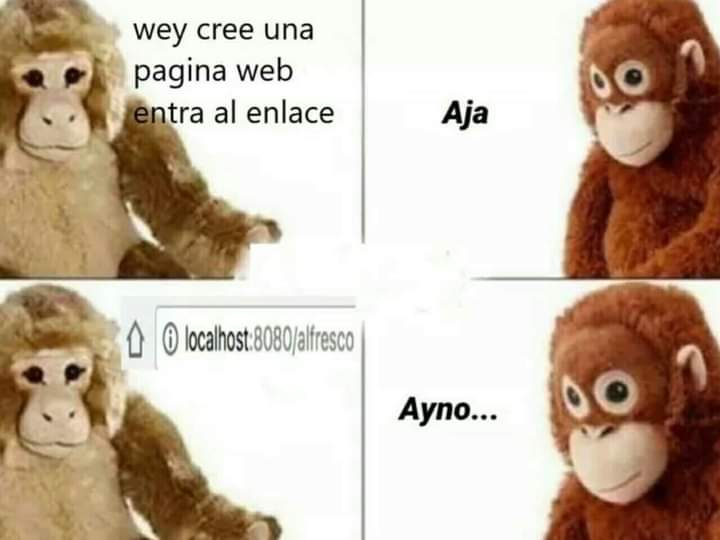 wey cree una
pagina web
entra al enlace
Aja
localhost:8080/alfresco
Ayno...